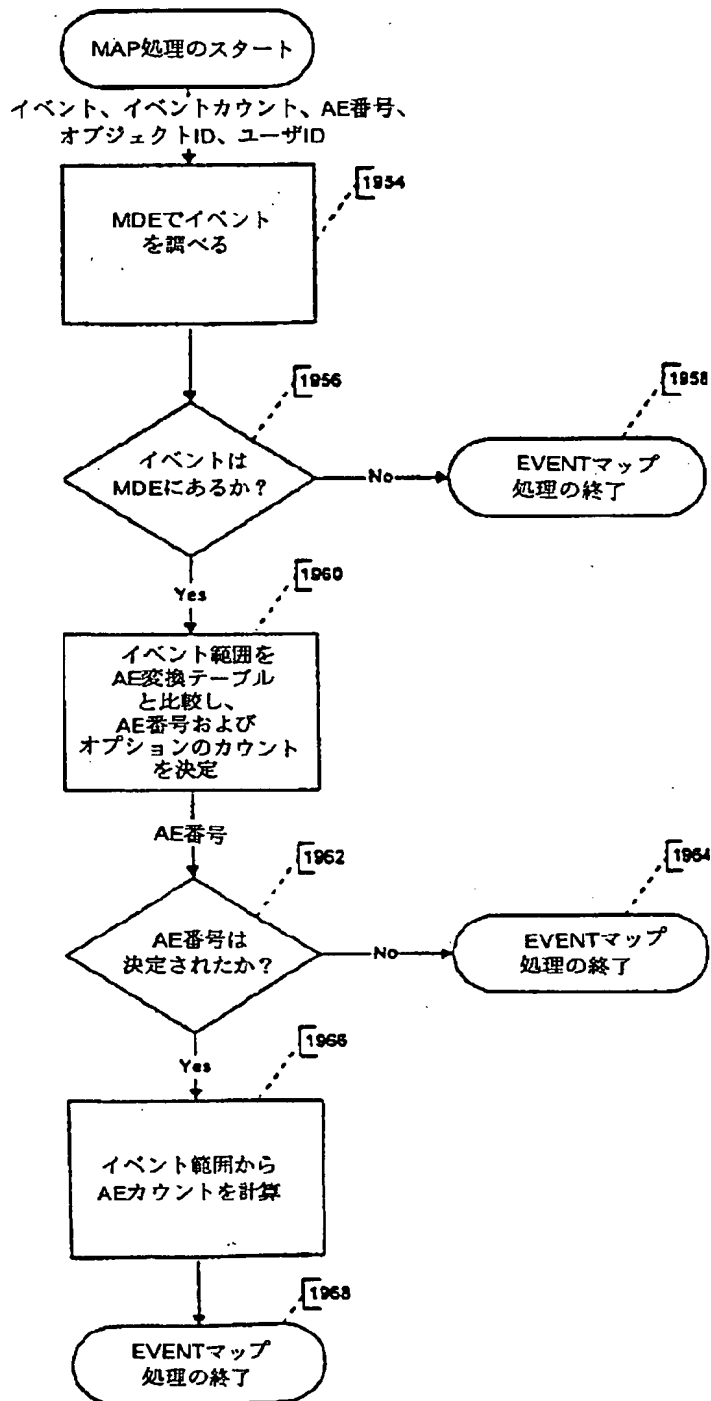 MAP処理のスタート
イベント、イベントカウント、AE番号、
オブジェクトID、ユーザID
1954
MDEでイベント
を調べる
1956
1958
イベントは
MDEにあるか?
No
EVENTマップ
処理の終了
Yes
1960
イベント範囲を
AE変換テーブル
と比較し、
AE番号および
オプションのカウント
を決定
AE番号
1962
1964
AE番号は
決定されたか?
No
EVENTマップ
処理の終了
Yes
1966
イベント範囲から
AEカウントを計算
1968
EVENTマップ
処理の終了